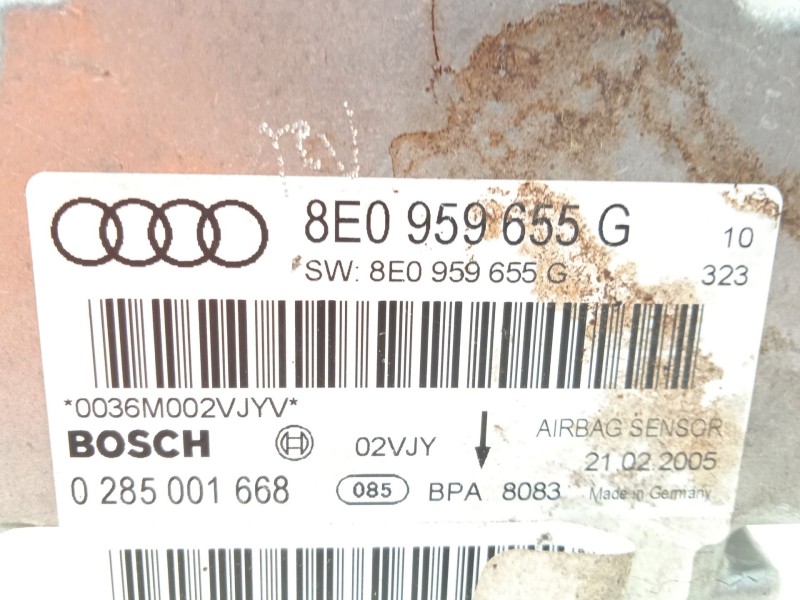 8E0 959 655 G 10
SW: 8E0 959 655 G 323
*0036M002VJYV*
BOSCH 02VJY AIRBAG SENSOR
21.02.2005
0 285 001 668 085 BPA 8083 Made in Germany